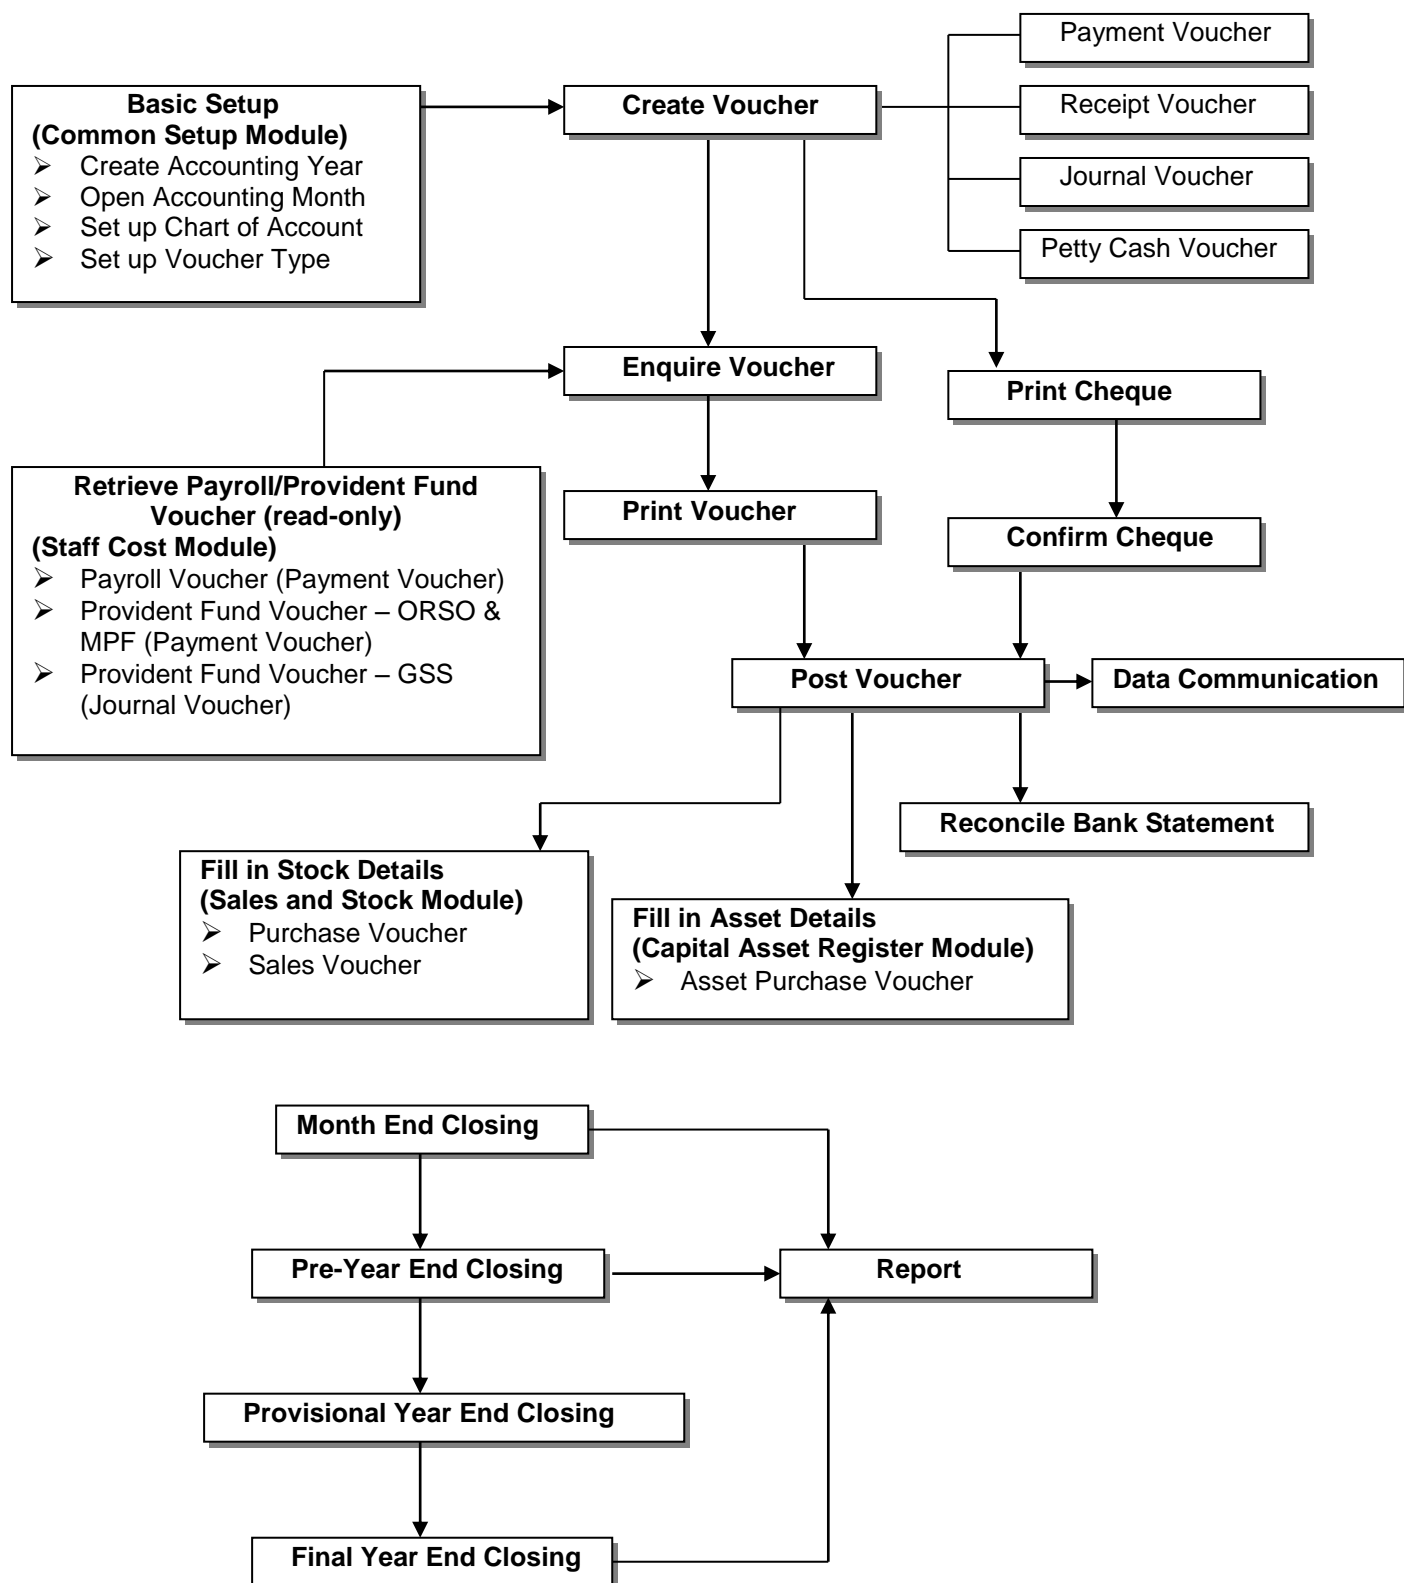 Payment Voucher
Basic Setup
(Common Setup Module)
➢ Create Accounting Year
➢ Open Accounting Month
➢ Set up Chart of Account
➢ Set up Voucher Type
Create Voucher
Receipt Voucher
Journal Voucher
Petty Cash Voucher
Enquire Voucher
Print Cheque
Retrieve Payroll/Provident Fund
Voucher (read-only)
(Staff Cost Module)
➢ Payroll Voucher (Payment Voucher)
➢ Provident Fund Voucher – ORSO &
MPF (Payment Voucher)
➢ Provident Fund Voucher – GSS
(Journal Voucher)
Print Voucher
Confirm Cheque
Post Voucher
Data Communication
Reconcile Bank Statement
Fill in Stock Details
(Sales and Stock Module)
➢ Purchase Voucher
➢ Sales Voucher
Fill in Asset Details
(Capital Asset Register Module)
➢ Asset Purchase Voucher
Month End Closing
Pre-Year End Closing
Report
Provisional Year End Closing
Final Year End Closing